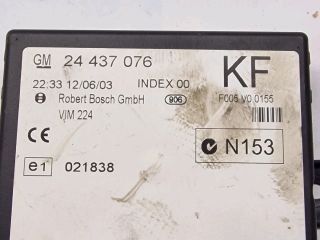 GM 24 437 076 KF
22:33 12/06/03 INDEX 00
Robert Bosch GmbH 906 F005 V0 0155
VJM 224
CE N153
e1 021838